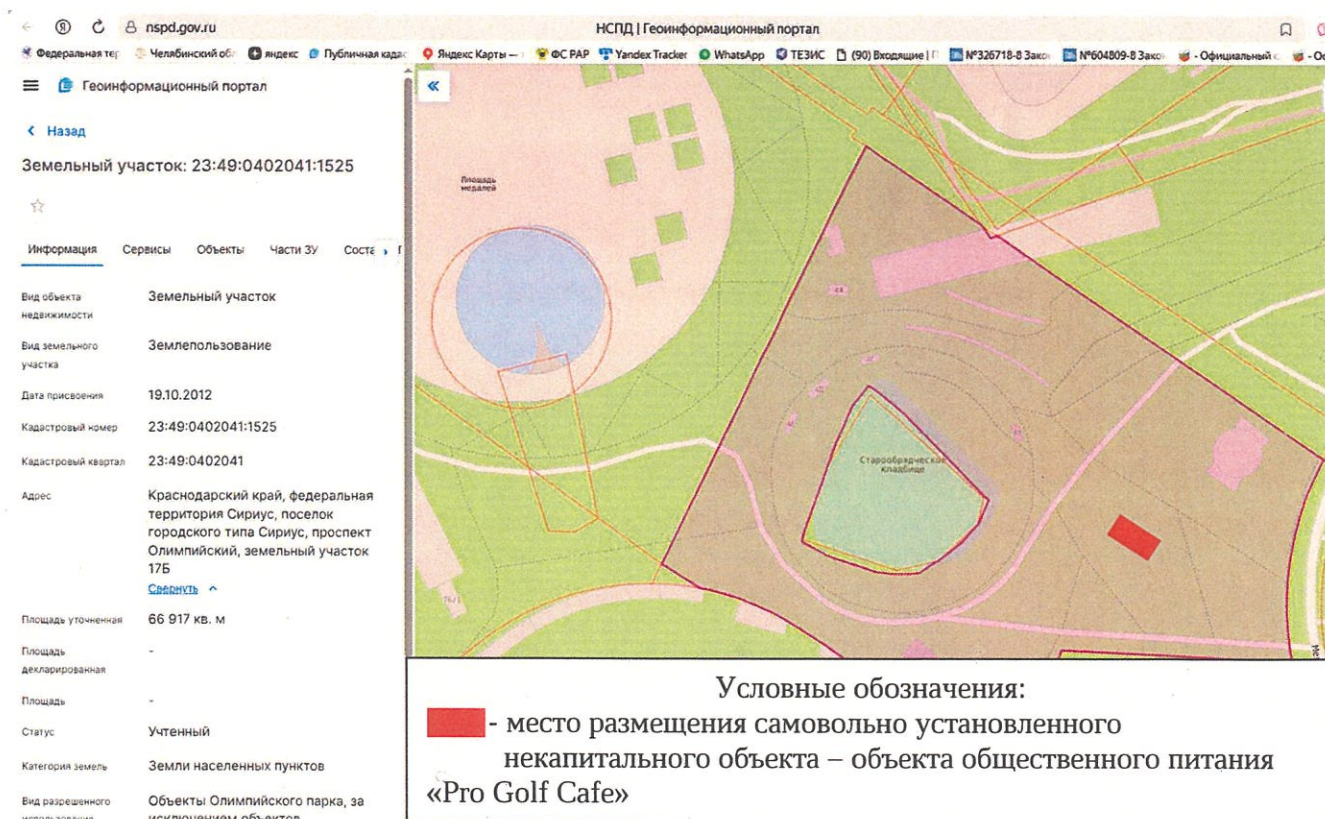 nspd.gov.ru
НСПД | Геоинформационный портал
Федеральная тер
Челябинский об
яндекс
Публичная када
Яндекс Карты —
ФС РАР
Yandex Tracker
WhatsApp
ТЕЗИС
(90) Входящие |
№326718-8 Зако
№604809-8 Зако
- Официальный с
Геоинформационный портал
Назад
Земельный участок: 23:49:0402041:1525
Информация Сервисы Объекты Части ЗУ Соста
Вид объекта недвижимости
Земельный участок
Вид земельного участка
Землепользование
Дата присвоения
19.10.2012
Кадастровый номер
23:49:0402041:1525
Кадастровый квартал
23:49:0402041
Адрес
Краснодарский край, федеральная
территория Сириус, поселок
городского типа Сириус, проспект
Олимпийский, земельный участок
17Б
Свернуть
Площадь уточненная
66 917 кв. м
Площадь декларированная
-
Площадь
-
Статус
Учтенный
Категория земель
Земли населенных пунктов
Вид разрешенного использования
Объекты Олимпийского парка, за
исключением объектов
Площадь
медалей
Старообрядческое
кладбище
76/1
Условные обозначения:
- место размещения самовольно установленного
некапитального объекта – объекта общественного питания
«Pro Golf Cafe»